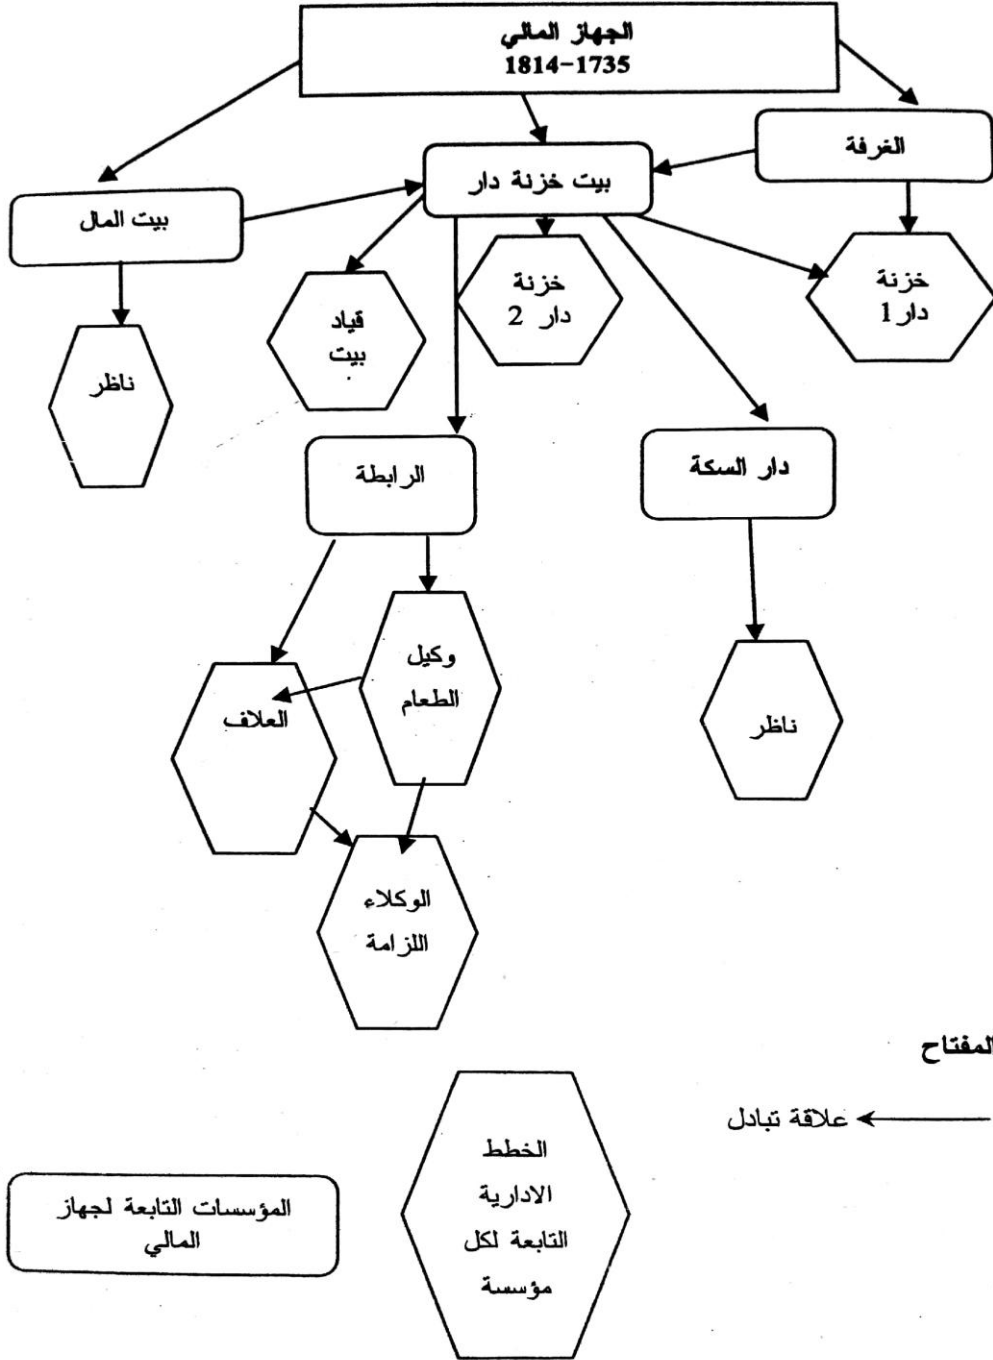 الجهاز المالي
1814-1735
الغرفة
بيت خزنة دار
بيت المال
خزنة
دار 1
خزنة
دار 2
قياد
بيت
ناظر
دار السكة
الرابطة
وكيل
الطعام
العلاف
ناظر
الوكلاء
اللزامة
المفتاح
علاقة تبادل
الخطط
الادارية
التابعة لكل
مؤسسة
المؤسسات التابعة لجهاز
المالي